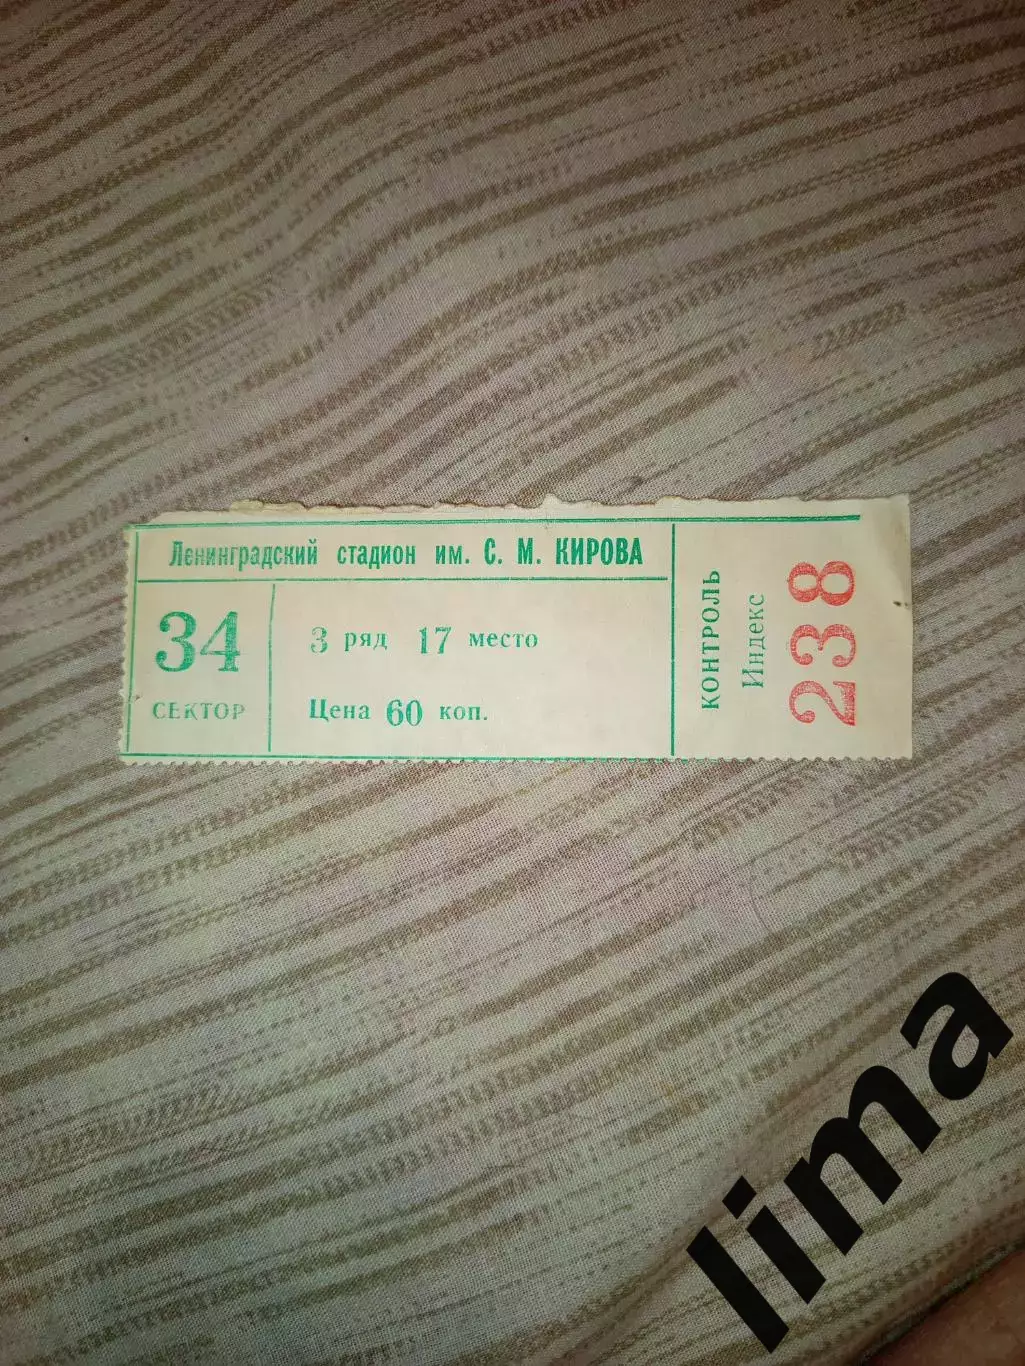 Ленинградский стадион им. С. М. КИРОВА
34
СЕКТОР
3 ряд 17 место
Цена 60 коп.
КОНТРОЛЬ
Индекс
238
lima